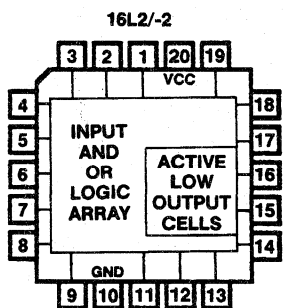 16L2/-2
3 2 1 20 19
VCC
4 18
5 17
6 16
7 15
8 14
INPUT
AND
OR
LOGIC
ARRAY
ACTIVE
LOW
OUTPUT
CELLS
GND
9 10 11 12 13